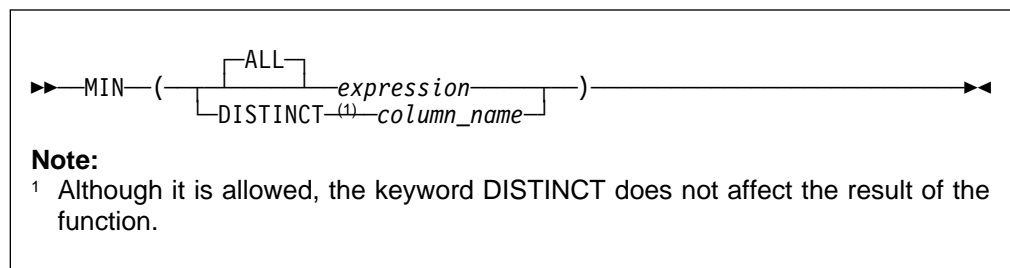 ALL
MIN ( expression )
DISTINCT (1) column_name
Note:
1 Although it is allowed, the keyword DISTINCT does not affect the result of the
function.